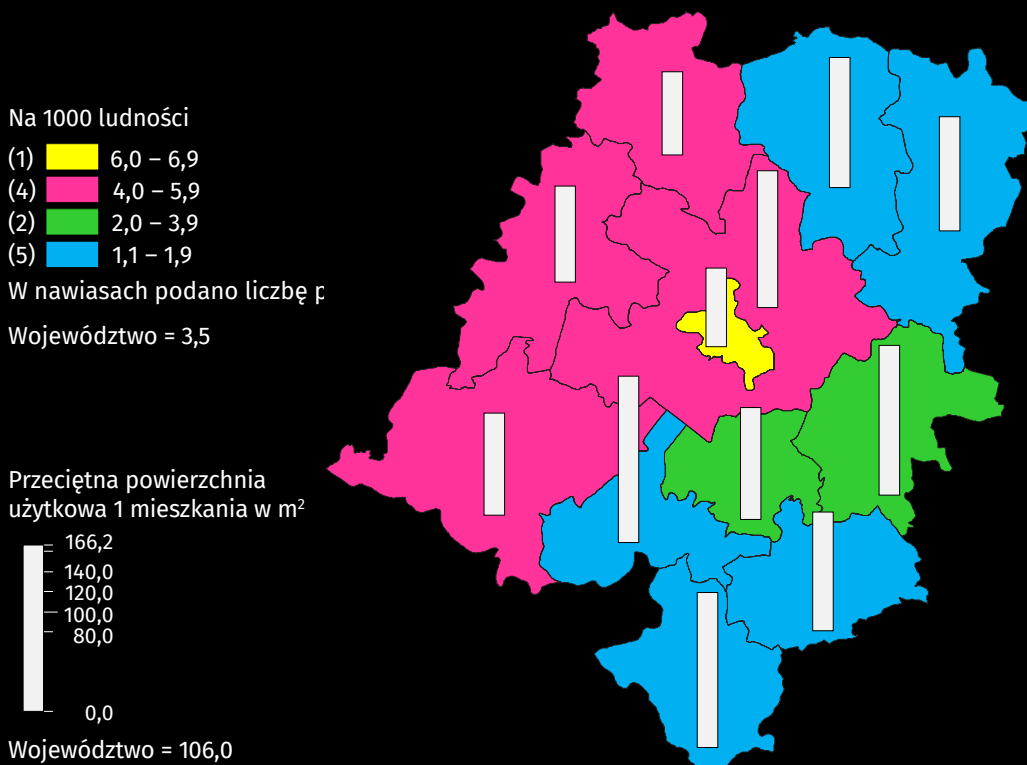 Na 1000 ludności
(1) 6,0 – 6,9
(4) 4,0 – 5,9
(2) 2,0 – 3,9
(5) 1,1 – 1,9
W nawiasach podano liczbę
Województwo = 3,5
Przeciętna powierzchnia
użytkowa 1 mieszkania w m²
166,2
140,0
120,0
100,0
80,0
0,0
Województwo = 106,0